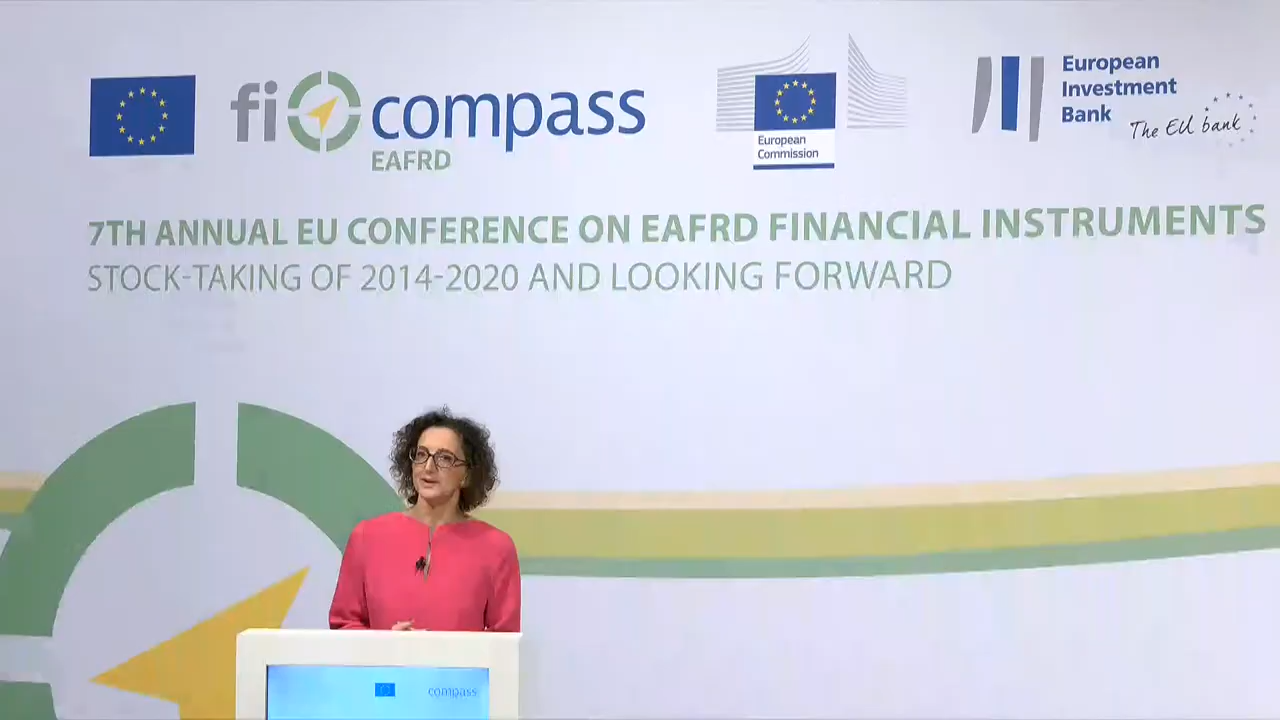 fi compass
EAFRD
European
Commission
European
Investment
Bank
The EU bank
7TH ANNUAL EU CONFERENCE ON EAFRD FINANCIAL INSTRUMENTS
STOCK-TAKING OF 2014-2020 AND LOOKING FORWARD
compass